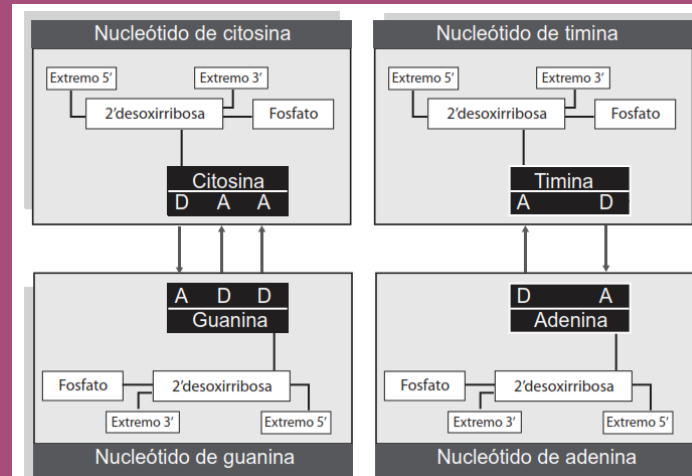 Nucleótido de citosina
Extremo 5'
Extremo 3'
2'desoxirribosa
Fosfato
Citosina
D A A
A D D
Guanina
Fosfato
2'desoxirribosa
Extremo 3'
Extremo 5'
Nucleótido de guanina
Nucleótido de timina
Extremo 5'
Extremo 3'
2'desoxirribosa
Fosfato
Timina
A D
D A
Adenina
Fosfato
2'desoxirribosa
Extremo 3'
Extremo 5'
Nucleótido de adenina